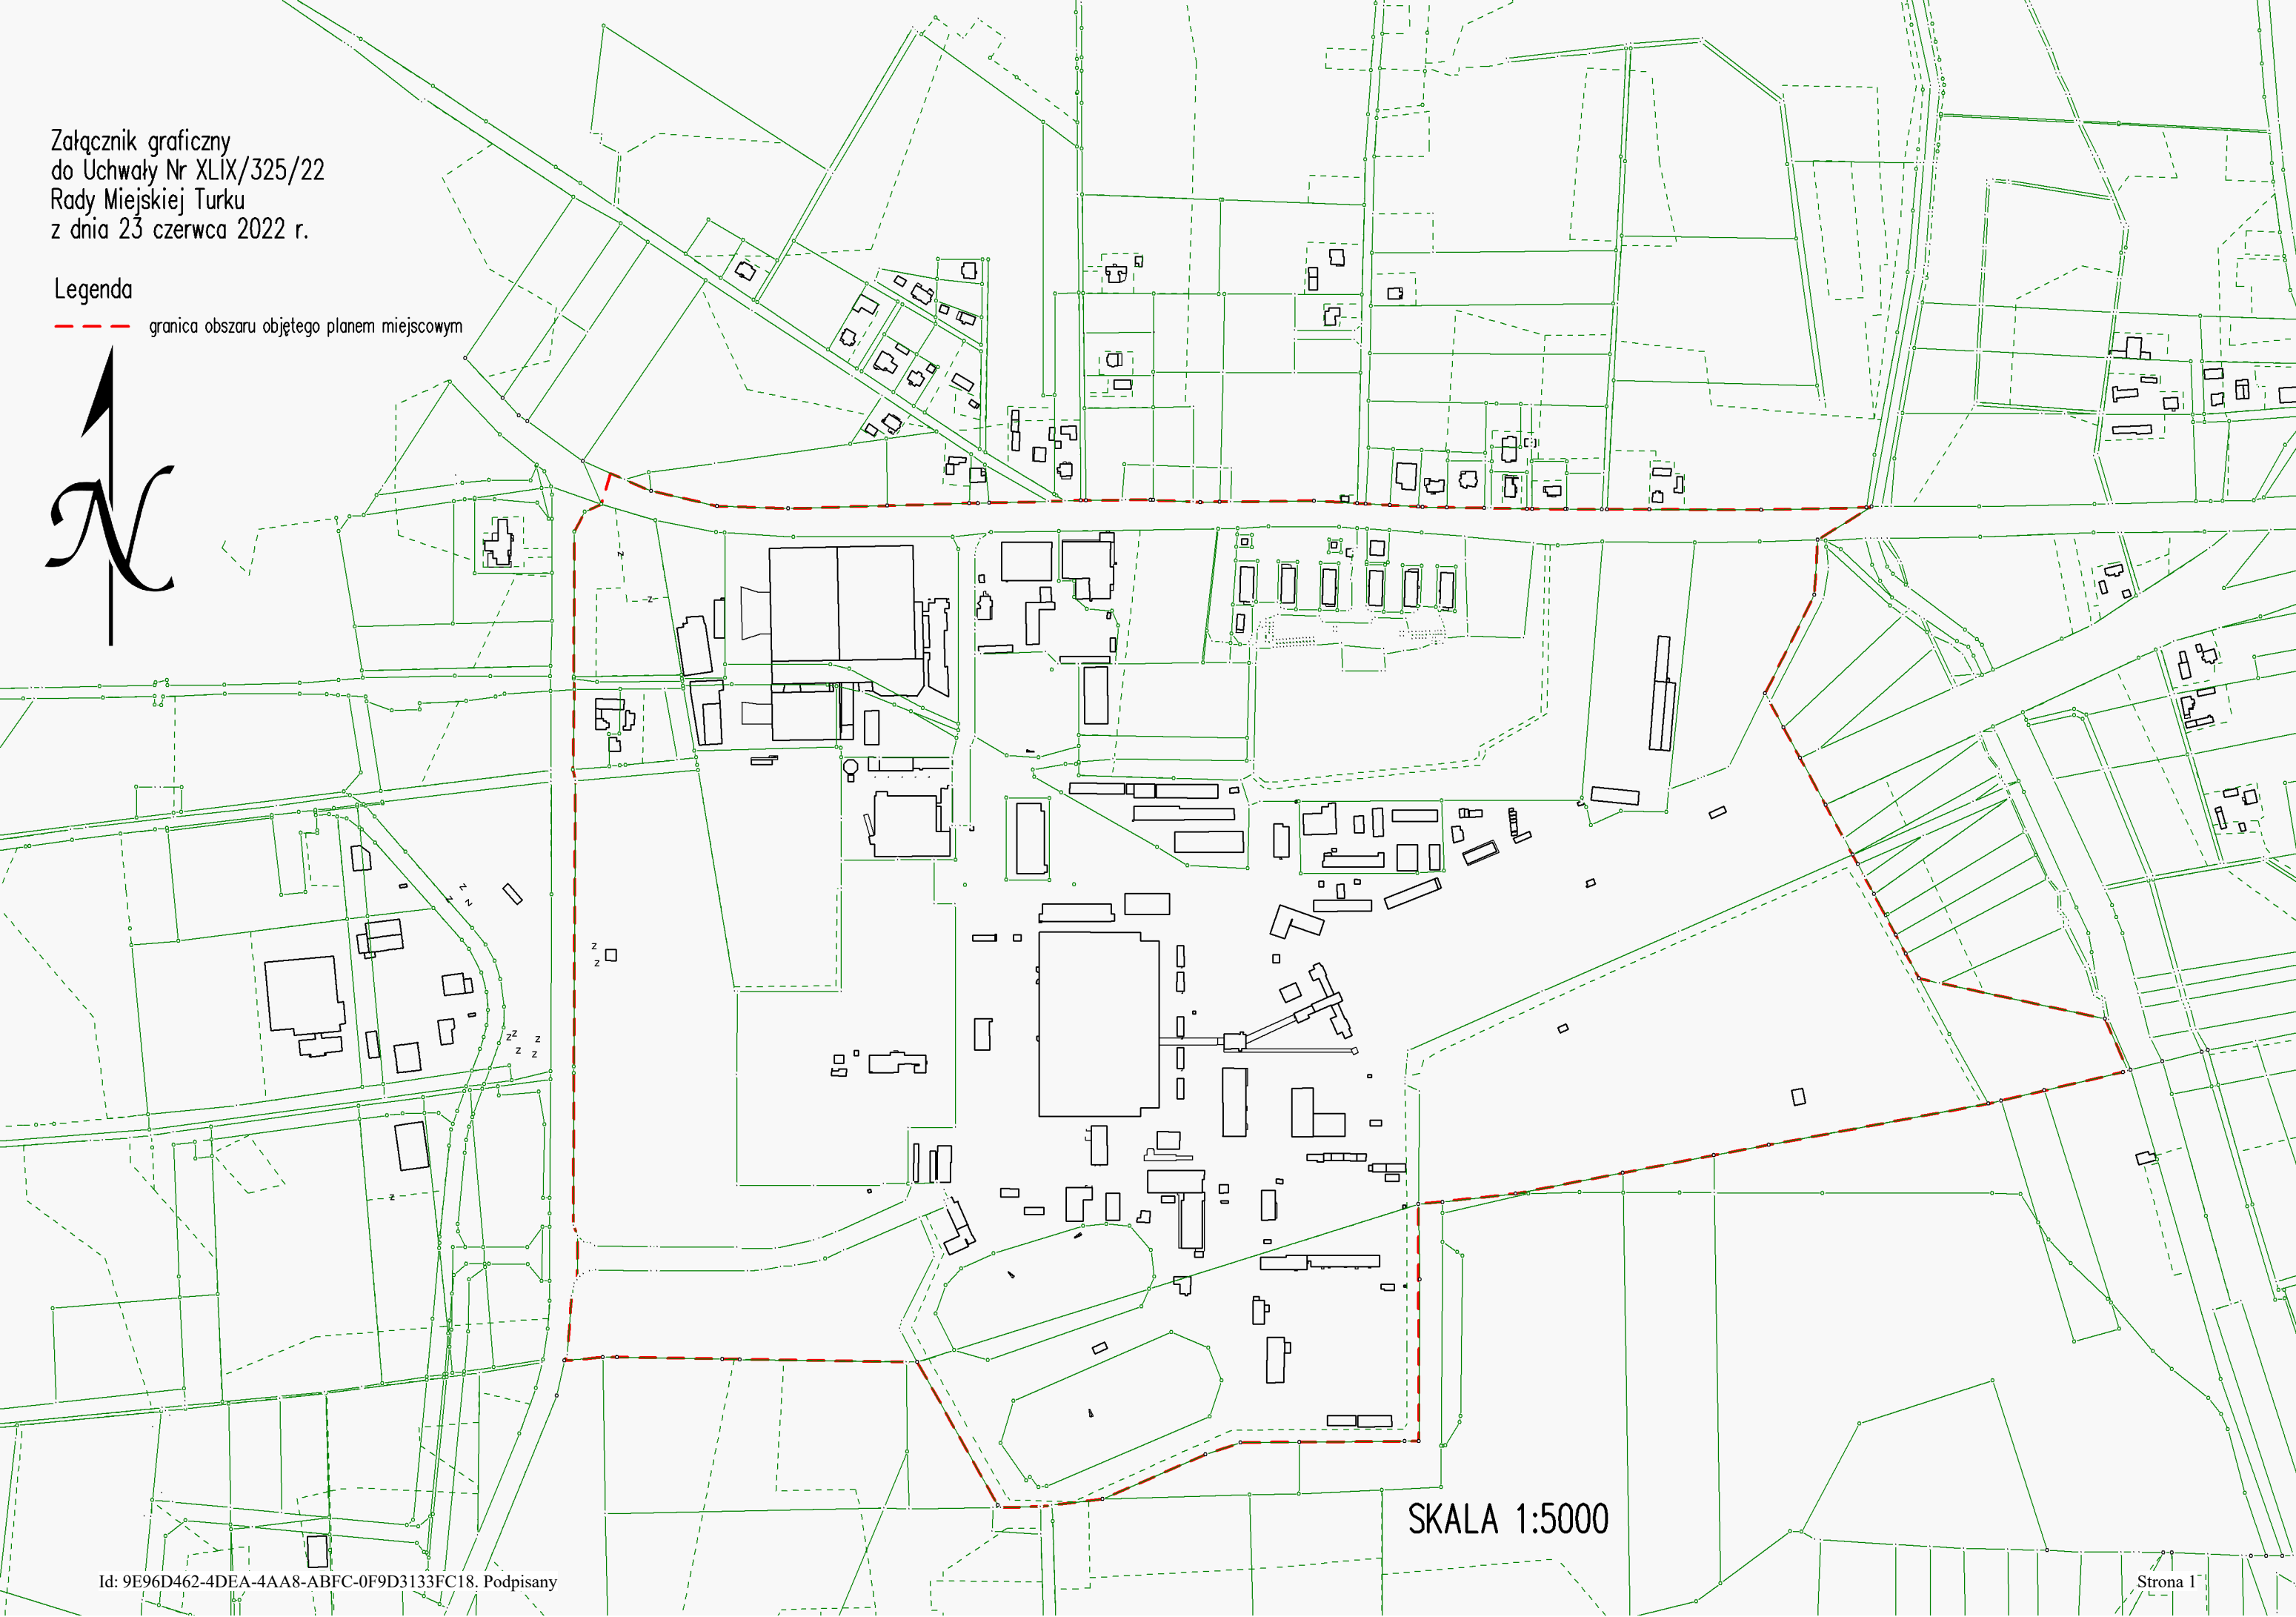 Załącznik graficzny
do Uchwały Nr XLIX/325/22
Rady Miejskiej Turku
z dnia 23 czerwca 2022 r.
Legenda
granica obszaru objętego planem miejscowym
N
z
z
z
z
z
z
z
z
z
z
z
z
z
z
SKALA 1:5000
Id: 9E96D462-4DEA-4AA8-ABFC-0F9D3133FC18. Podpisany
Strona 1